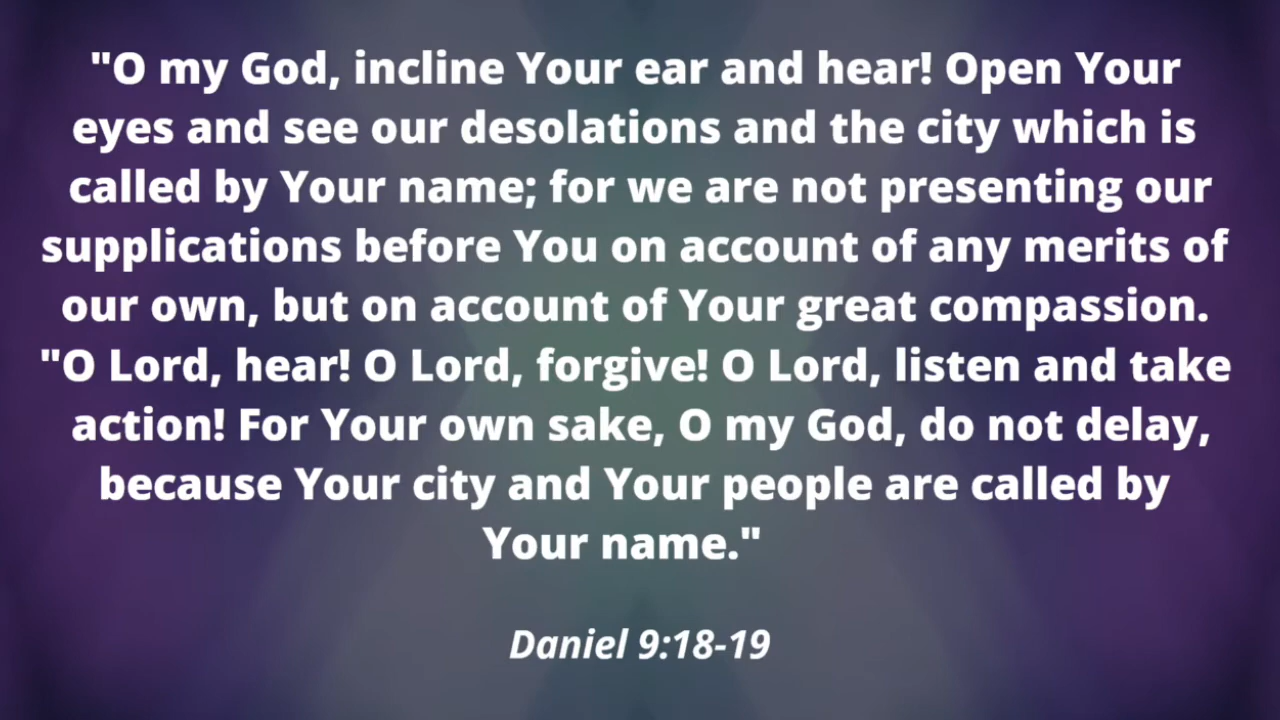 "O my God, incline Your ear and hear! Open Your
eyes and see our desolations and the city which is
called by Your name; for we are not presenting our
supplications before You on account of any merits of
our own, but on account of Your great compassion.
"O Lord, hear! O Lord, forgive! O Lord, listen and take
action! For Your own sake, O my God, do not delay,
because Your city and Your people are called by
Your name."
Daniel 9:18-19